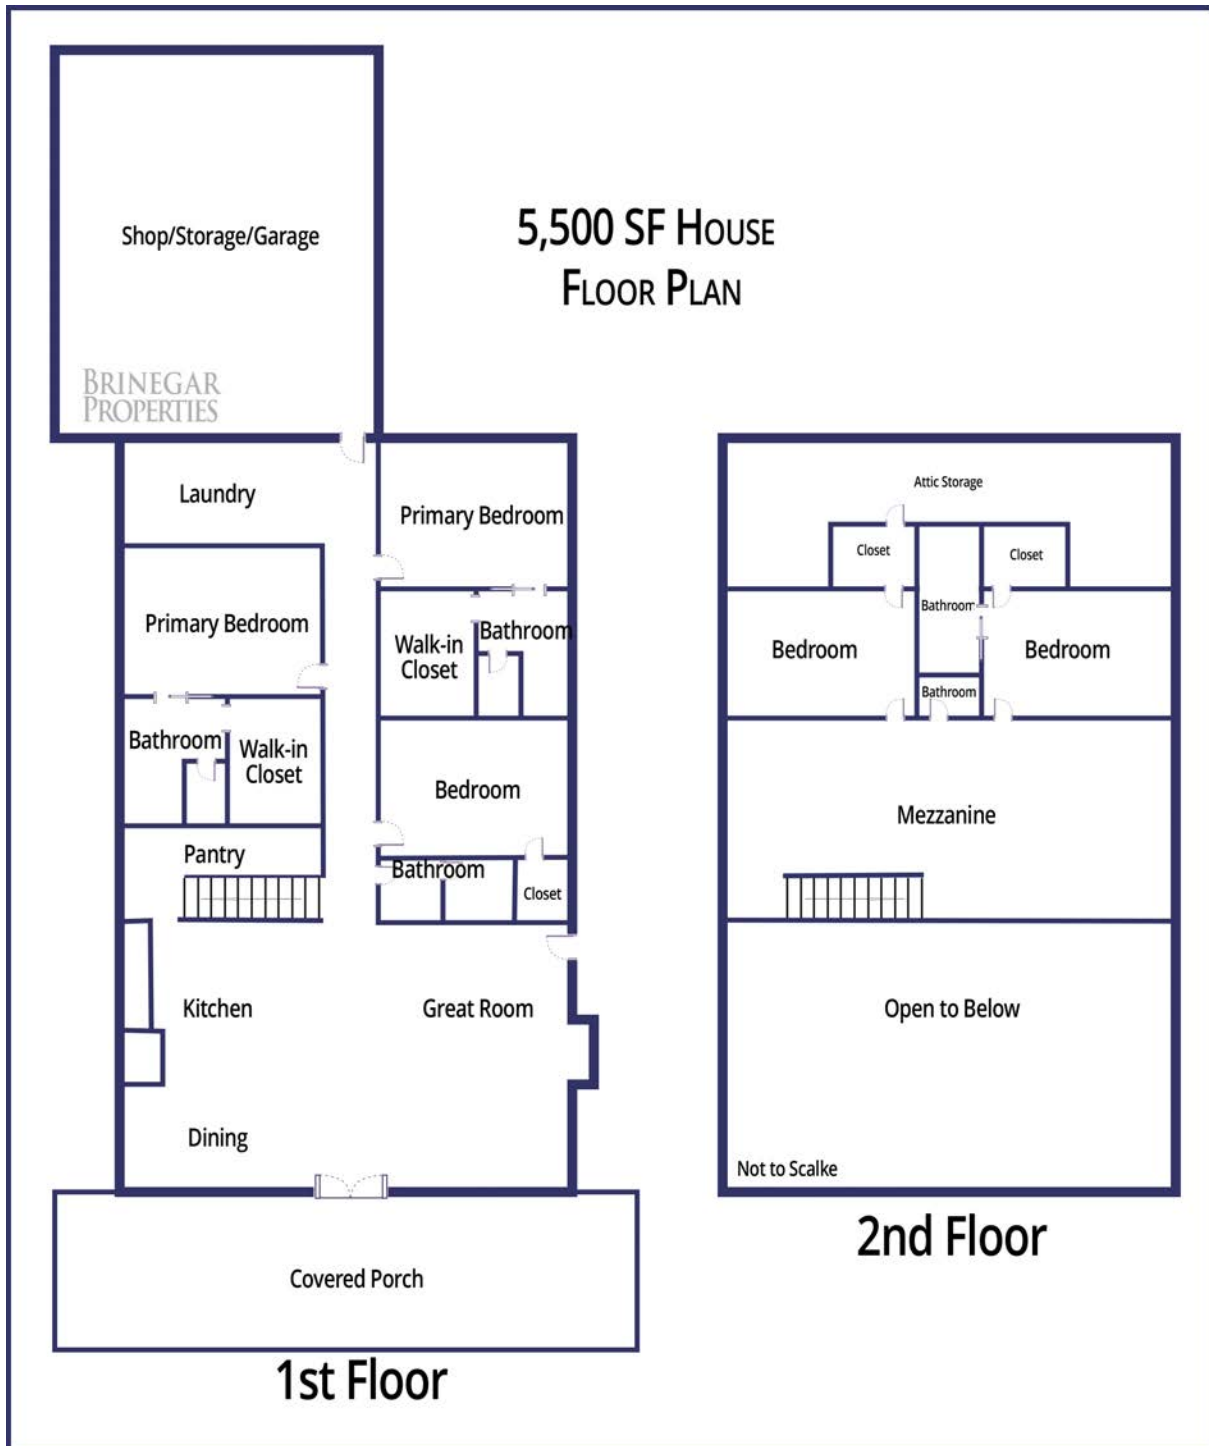 5,500 SF HOUSE
FLOOR PLAN
Shop/Storage/Garage
BRINEGAR
PROPERTIES
Laundry
Primary Bedroom
Primary Bedroom
Walk-in
Closet
Bathroom
Bathroom
Walk-in
Closet
Bedroom
Pantry
Bathroom
Closet
Kitchen
Great Room
Dining
Covered Porch
1st Floor
Attic Storage
Closet
Closet
Bathroom
Bedroom
Bedroom
Bathroom
Mezzanine
Open to Below
Not to Scalke
2nd Floor